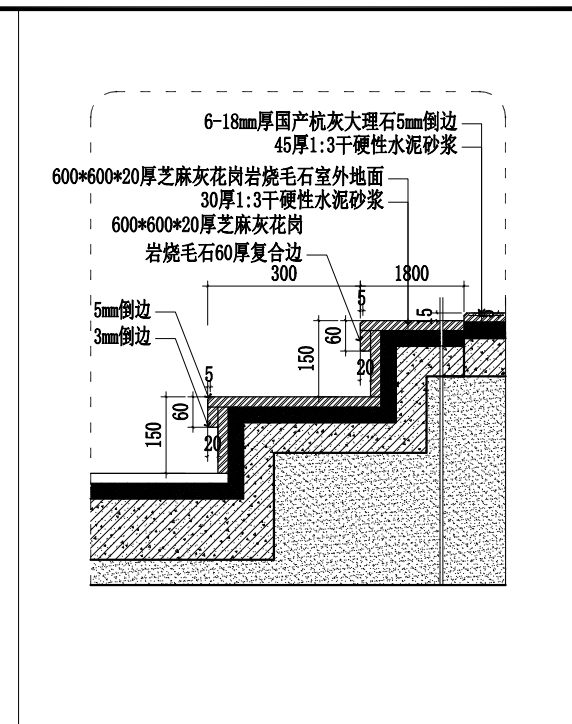 6-18mm厚国产杭灰大理石5mm倒边
45厚1:3干硬性水泥砂浆
600*600*20厚芝麻灰花岗岩烧毛石室外地面
30厚1:3干硬性水泥砂浆
600*600*20厚芝麻灰花岗
岩烧毛石60厚复合边
300
1800
5
15
5mm倒边
3mm倒边
150
60
20
5
150
60
20